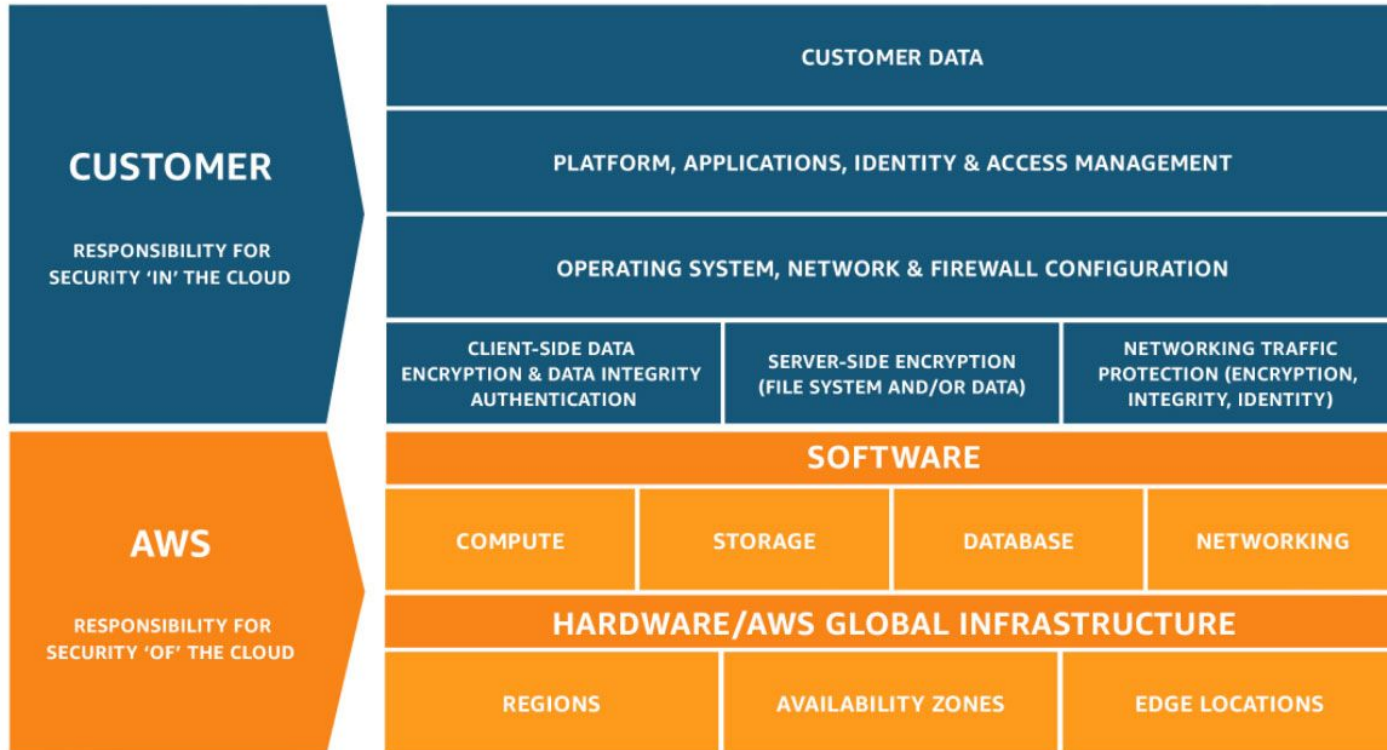 CUSTOMER
RESPONSIBILITY FOR
SECURITY ‘IN’ THE CLOUD
CUSTOMER DATA
PLATFORM, APPLICATIONS, IDENTITY & ACCESS MANAGEMENT
OPERATING SYSTEM, NETWORK & FIREWALL CONFIGURATION
CLIENT-SIDE DATA
ENCRYPTION & DATA INTEGRITY
AUTHENTICATION
SERVER-SIDE ENCRYPTION
(FILE SYSTEM AND/OR DATA)
NETWORKING TRAFFIC
PROTECTION (ENCRYPTION,
INTEGRITY, IDENTITY)
AWS
RESPONSIBILITY FOR
SECURITY ‘OF’ THE CLOUD
SOFTWARE
COMPUTE
STORAGE
DATABASE
NETWORKING
HARDWARE/AWS GLOBAL INFRASTRUCTURE
REGIONS
AVAILABILITY ZONES
EDGE LOCATIONS